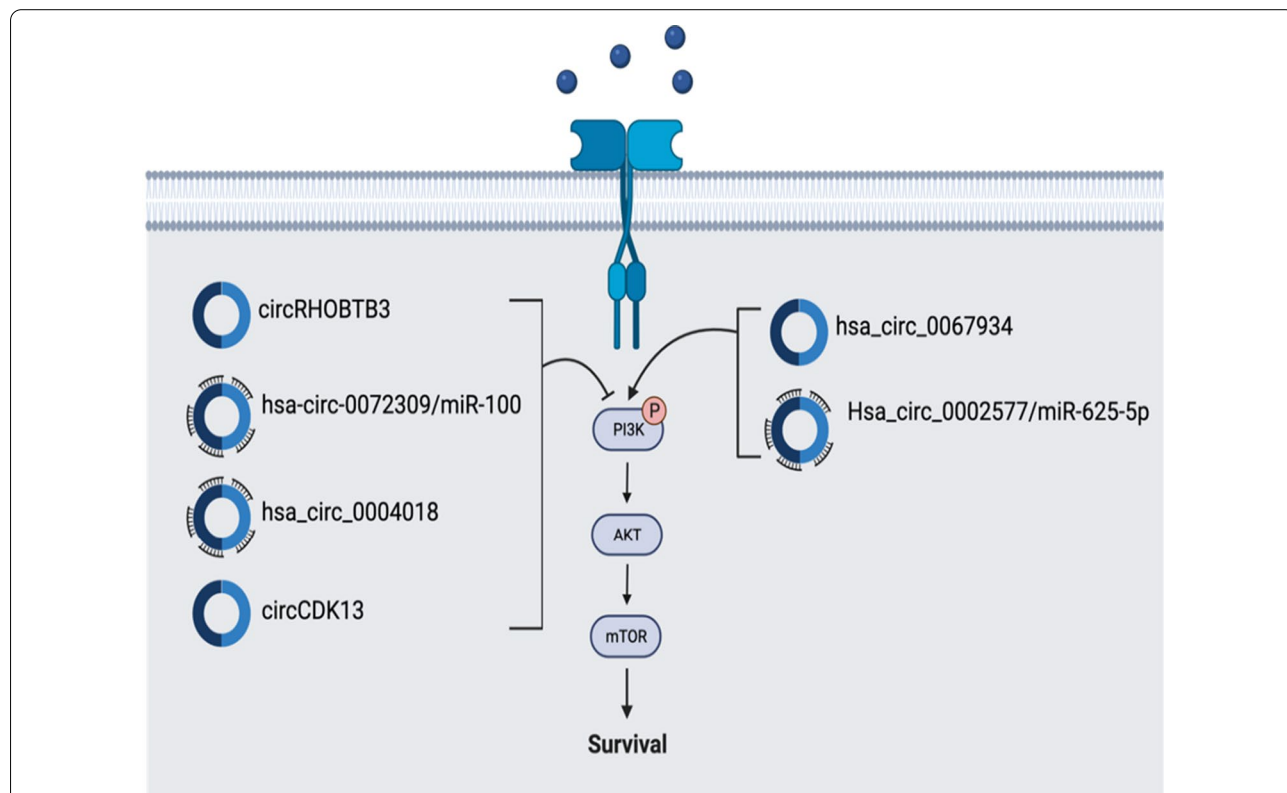 circRHOBTB3
hsa-circ-0072309/miR-100
hsa_circ_0004018
circCDK13
hsa_circ_0067934
Hsa_circ_0002577/miR-625-5p
P
PI3K
AKT
mTOR
Survival